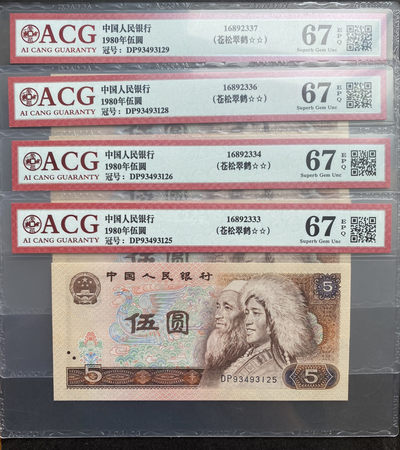 ACG
AI CANG GUARANTY
中国人民银行
1980年伍圆
冠号：DP93493129
16892337
（苍松翠鹤☆☆）
67 EPQ
Superb Gem Unc
ACG
AI CANG GUARANTY
中国人民银行
1980年伍圆
冠号：DP93493128
16892336
（苍松翠鹤☆☆）
67 EPQ
Superb Gem Unc
ACG
AI CANG GUARANTY
中国人民银行
1980年伍圆
冠号：DP93493126
16892334
（苍松翠鹤☆☆）
67 EPQ
Superb Gem Unc
ACG
AI CANG GUARANTY
中国人民银行
1980年伍圆
冠号：DP93493125
16892333
（苍松翠鹤☆☆）
67 EPQ
Superb Gem Unc
中国人民银行
5
伍圆
DP93493125
5
5